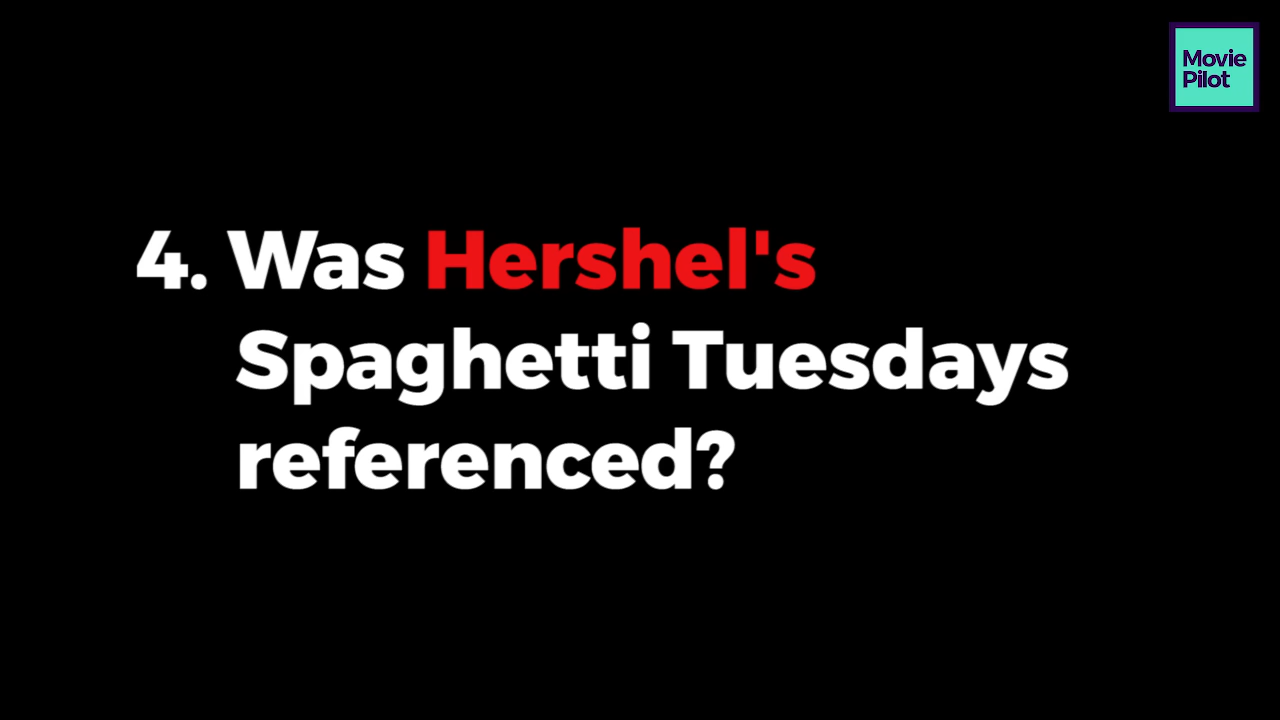 Movie
Pilot
4. Was Hershel's
Spaghetti Tuesdays
referenced?